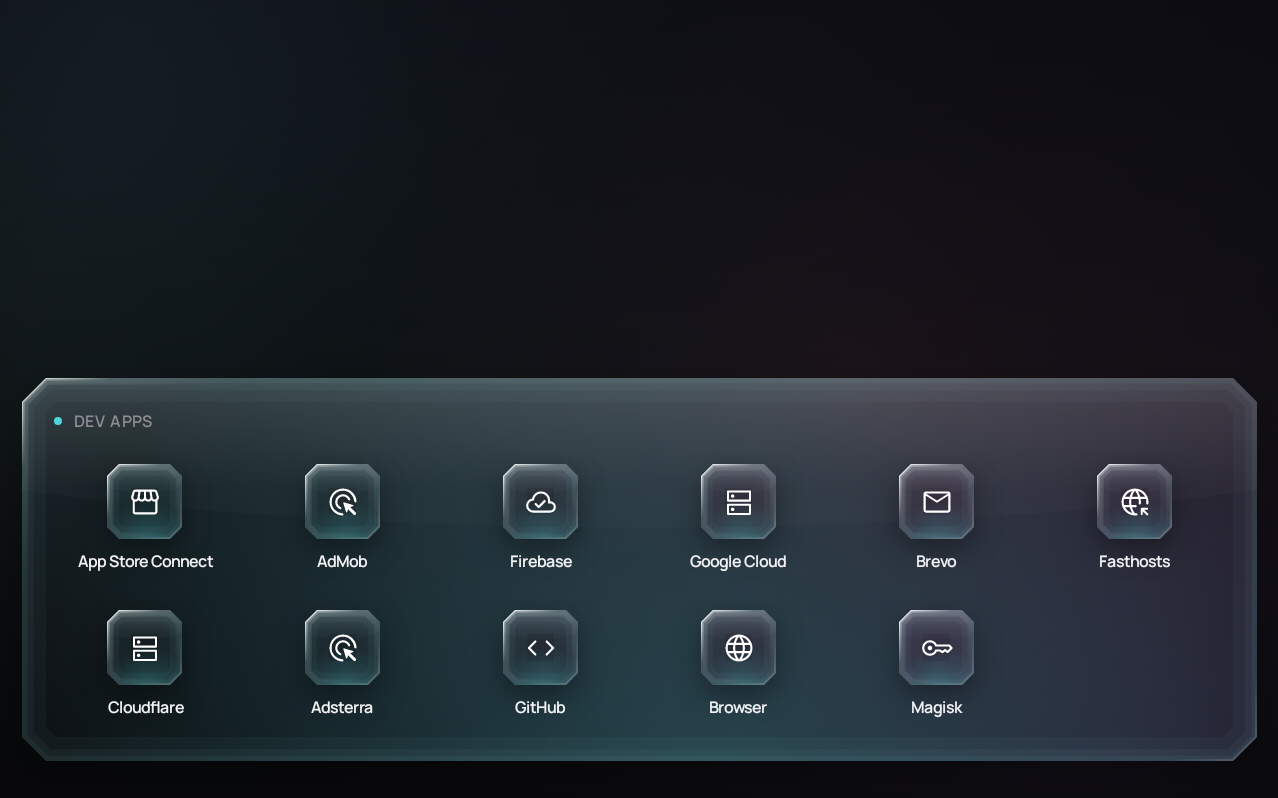 DEV APPS
App Store Connect
AdMob
Firebase
Google Cloud
Brevo
Fasthosts
Cloudflare
Adsterra
GitHub
Browser
Magisk